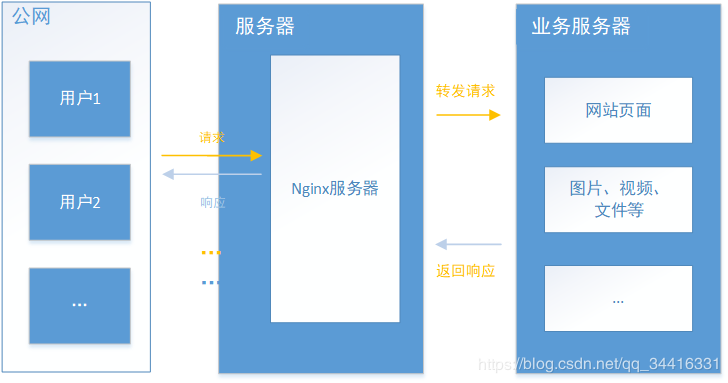 公网
用户1
用户2
...
服务器
请求
响应
...
...
Nginx服务器
转发请求
返回响应
业务服务器
网站页面
图片、视频、
文件等
...
https://blog.csdn.net/qq_34416331